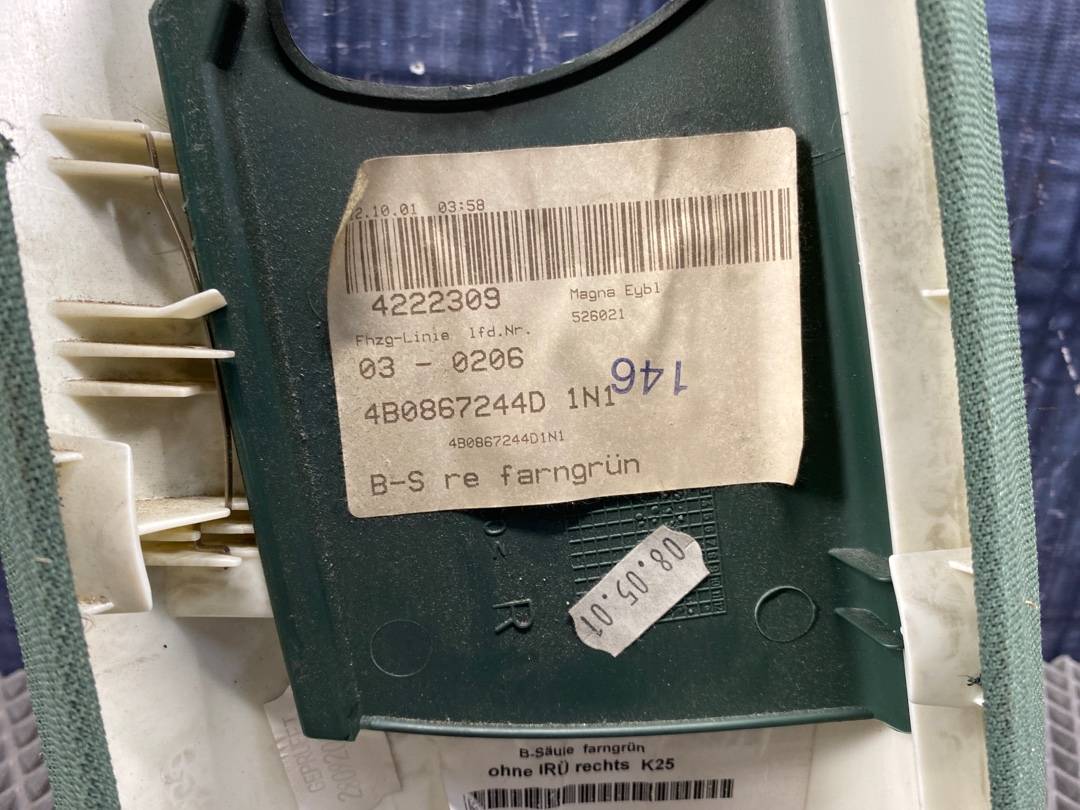 2.10.01 03:58
4222309
Magna Eybl
526021
Fhzg-Linie lfd.Nr.
03 - 0206
146
4B0867244D 1N1
4B0867244D1N1
B-S re farngrün
08.05.01
R
B-Säule farngrün
ohne IRÜ rechts K25